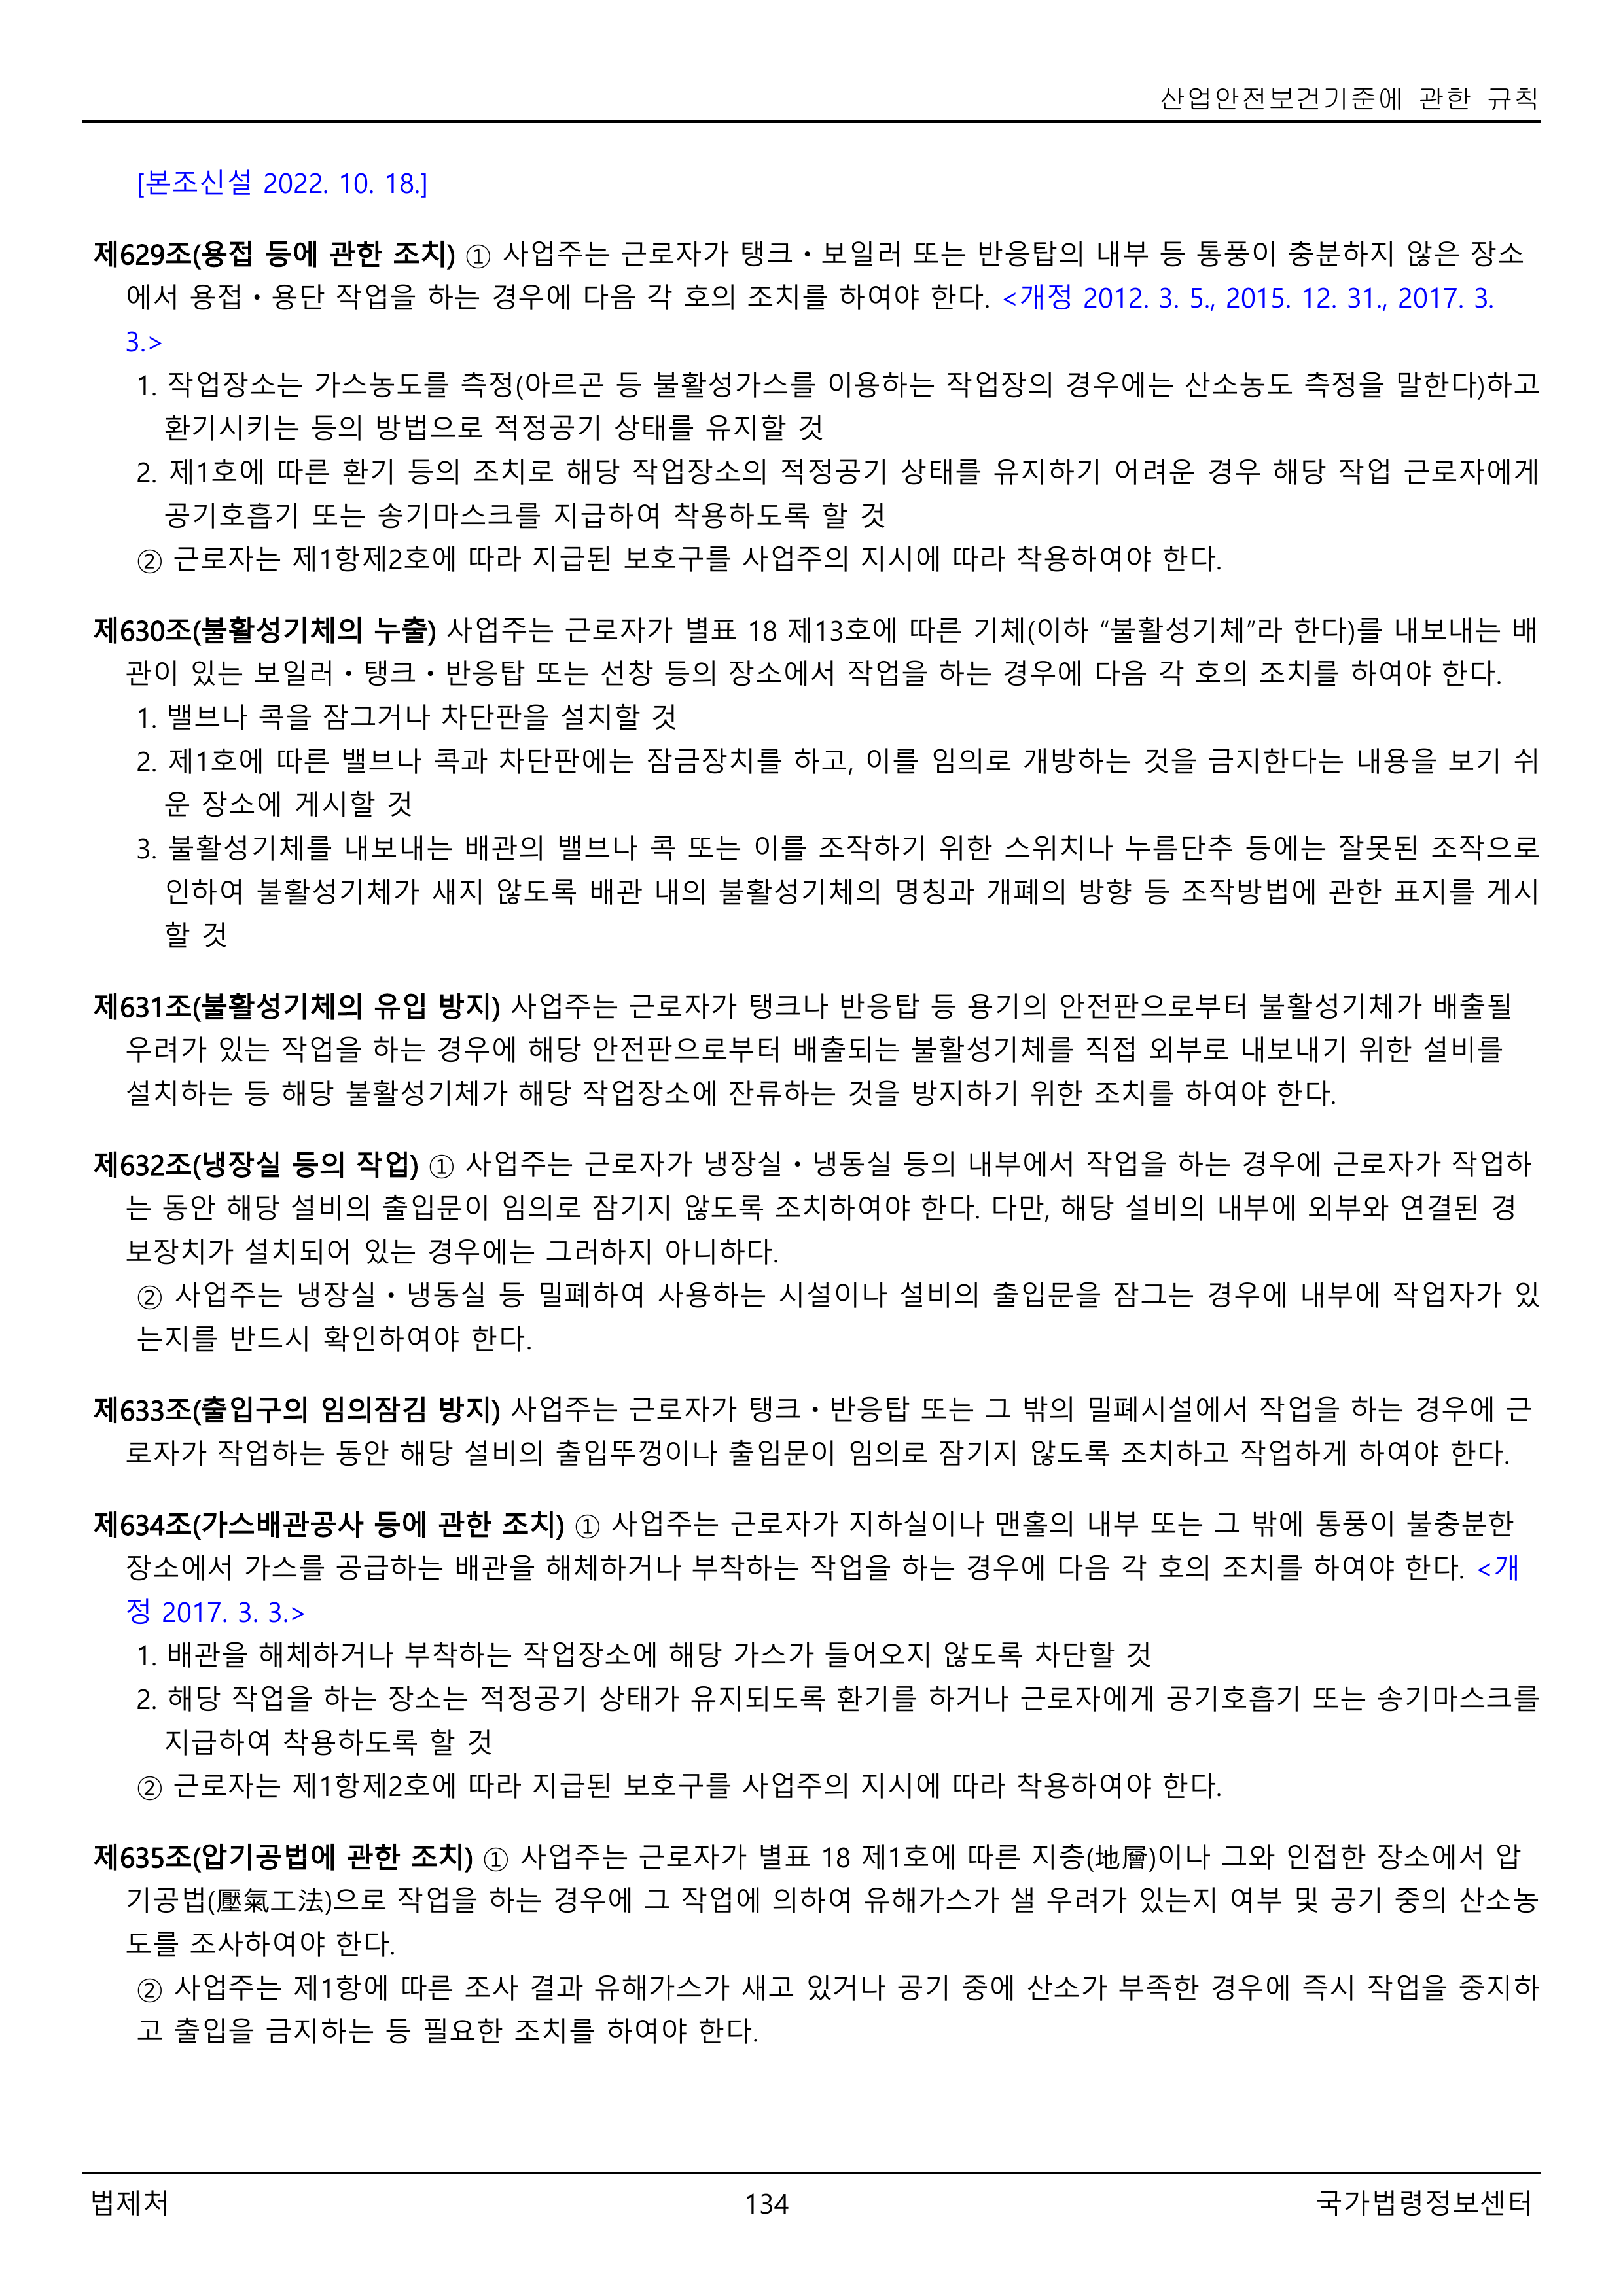 산업안전보건기준에 관한 규칙
[본조신설 2022. 10. 18.]
제629조(용접 등에 관한 조치) ① 사업주는 근로자가 탱크ㆍ보일러 또는 반응탑의 내부 등 통풍이 충분하지 않은 장소
에서 용접ㆍ용단 작업을 하는 경우에 다음 각 호의 조치를 하여야 한다. <개정 2012. 3. 5., 2015. 12. 31., 2017. 3.
3.>
1. 작업장소는 가스농도를 측정(아르곤 등 불활성가스를 이용하는 작업장의 경우에는 산소농도 측정을 말한다)하고
환기시키는 등의 방법으로 적정공기 상태를 유지할 것
2. 제1호에 따른 환기 등의 조치로 해당 작업장소의 적정공기 상태를 유지하기 어려운 경우 해당 작업 근로자에게
공기호흡기 또는 송기마스크를 지급하여 착용하도록 할 것
② 근로자는 제1항제2호에 따라 지급된 보호구를 사업주의 지시에 따라 착용하여야 한다.
제630조(불활성기체의 누출) 사업주는 근로자가 별표 18 제13호에 따른 기체(이하 “불활성기체”라 한다)를 내보내는 배
관이 있는 보일러ㆍ탱크ㆍ반응탑 또는 선창 등의 장소에서 작업을 하는 경우에 다음 각 호의 조치를 하여야 한다.
1. 밸브나 콕을 잠그거나 차단판을 설치할 것
2. 제1호에 따른 밸브나 콕과 차단판에는 잠금장치를 하고, 이를 임의로 개방하는 것을 금지한다는 내용을 보기 쉬
운 장소에 게시할 것
3. 불활성기체를 내보내는 배관의 밸브나 콕 또는 이를 조작하기 위한 스위치나 누름단추 등에는 잘못된 조작으로
인하여 불활성기체가 새지 않도록 배관 내의 불활성기체의 명칭과 개폐의 방향 등 조작방법에 관한 표지를 게시
할 것
제631조(불활성기체의 유입 방지) 사업주는 근로자가 탱크나 반응탑 등 용기의 안전판으로부터 불활성기체가 배출될
우려가 있는 작업을 하는 경우에 해당 안전판으로부터 배출되는 불활성기체를 직접 외부로 내보내기 위한 설비를
설치하는 등 해당 불활성기체가 해당 작업장소에 잔류하는 것을 방지하기 위한 조치를 하여야 한다.
제632조(냉장실 등의 작업) ① 사업주는 근로자가 냉장실ㆍ냉동실 등의 내부에서 작업을 하는 경우에 근로자가 작업하
는 동안 해당 설비의 출입문이 임의로 잠기지 않도록 조치하여야 한다. 다만, 해당 설비의 내부에 외부와 연결된 경
보장치가 설치되어 있는 경우에는 그러하지 아니하다.
② 사업주는 냉장실ㆍ냉동실 등 밀폐하여 사용하는 시설이나 설비의 출입문을 잠그는 경우에 내부에 작업자가 있
는지를 반드시 확인하여야 한다.
제633조(출입구의 임의잠김 방지) 사업주는 근로자가 탱크ㆍ반응탑 또는 그 밖의 밀폐시설에서 작업을 하는 경우에 근
로자가 작업하는 동안 해당 설비의 출입뚜껑이나 출입문이 임의로 잠기지 않도록 조치하고 작업하게 하여야 한다.
제634조(가스배관공사 등에 관한 조치) ① 사업주는 근로자가 지하실이나 맨홀의 내부 또는 그 밖에 통풍이 불충분한
장소에서 가스를 공급하는 배관을 해체하거나 부착하는 작업을 하는 경우에 다음 각 호의 조치를 하여야 한다. <개
정 2017. 3. 3.>
1. 배관을 해체하거나 부착하는 작업장소에 해당 가스가 들어오지 않도록 차단할 것
2. 해당 작업을 하는 장소는 적정공기 상태가 유지되도록 환기를 하거나 근로자에게 공기호흡기 또는 송기마스크를
지급하여 착용하도록 할 것
② 근로자는 제1항제2호에 따라 지급된 보호구를 사업주의 지시에 따라 착용하여야 한다.
제635조(압기공법에 관한 조치) ① 사업주는 근로자가 별표 18 제1호에 따른 지층(地層)이나 그와 인접한 장소에서 압
기공법(壓氣工法)으로 작업을 하는 경우에 그 작업에 의하여 유해가스가 샐 우려가 있는지 여부 및 공기 중의 산소농
도를 조사하여야 한다.
② 사업주는 제1항에 따른 조사 결과 유해가스가 새고 있거나 공기 중에 산소가 부족한 경우에 즉시 작업을 중지하
고 출입을 금지하는 등 필요한 조치를 하여야 한다.
법제처 134 국가법령정보센터